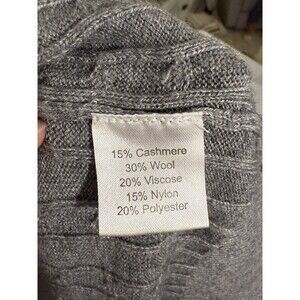 15% Cashmere
30% Wool
20% Viscose
15% Nylon
20% Polyester